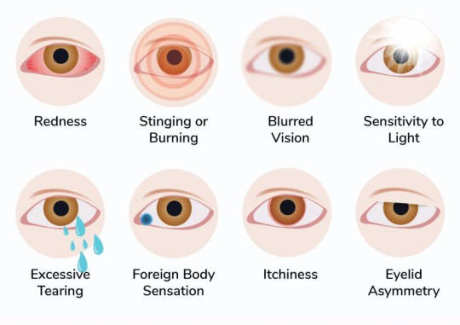 Redness
Stinging or
Burning
Blurred
Vision
Sensitivity to
Light
Excessive
Tearing
Foreign Body
Sensation
Itchiness
Eyelid
Asymmetry